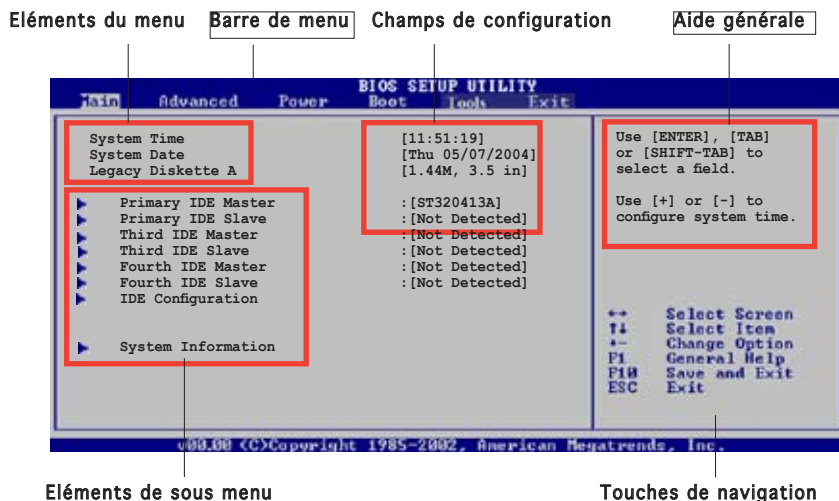 Eléments du menu Barre de menu Champs de configuration Aide générale
BIOS SETUP UTILITY
Main Advanced Power Boot Tools Exit
System Time [11:51:19]
System Date [Thu 05/07/2004]
Legacy Diskette A [1.44M, 3.5 in]
Primary IDE Master :[ST320413A]
Primary IDE Slave :[Not Detected]
Third IDE Master :[Not Detected]
Third IDE Slave :[Not Detected]
Fourth IDE Master :[Not Detected]
Fourth IDE Slave :[Not Detected]
IDE Configuration
System Information
Use [ENTER], [TAB]
or [SHIFT-TAB] to
select a field.
Use [+] or [-] to
configure system time.
↔ Select Screen
↑↓ Select Item
+- Change Option
F1 General Help
F10 Save and Exit
ESC Exit
v00.00 (C)Copyright 1985-2002, American Megatrends, Inc.
Eléments de sous menu Touches de navigation